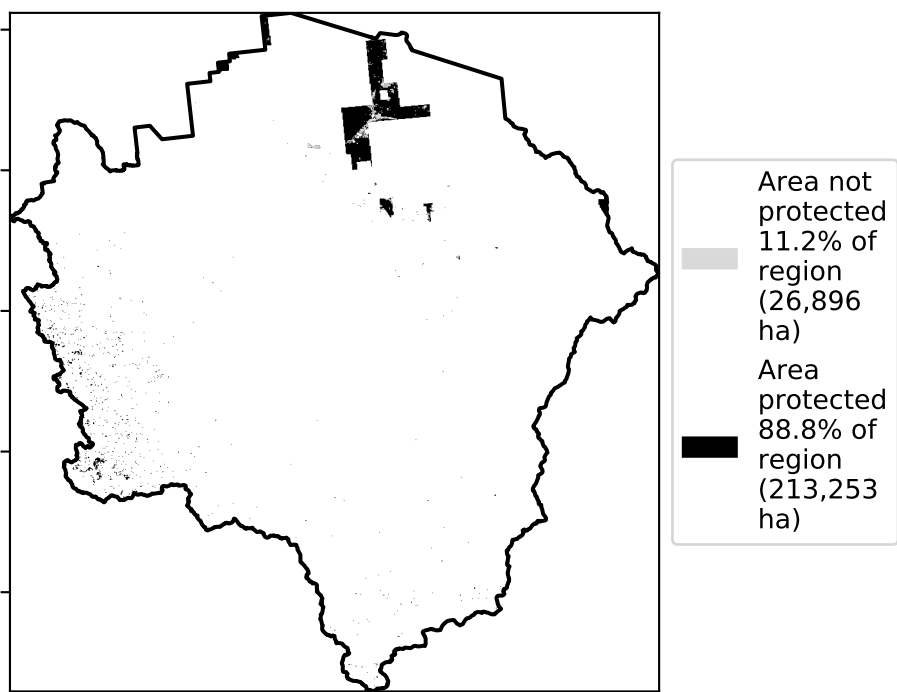 Area not
protected
11.2% of
region
(26,896
ha)
Area
protected
88.8% of
region
(213,253
ha)